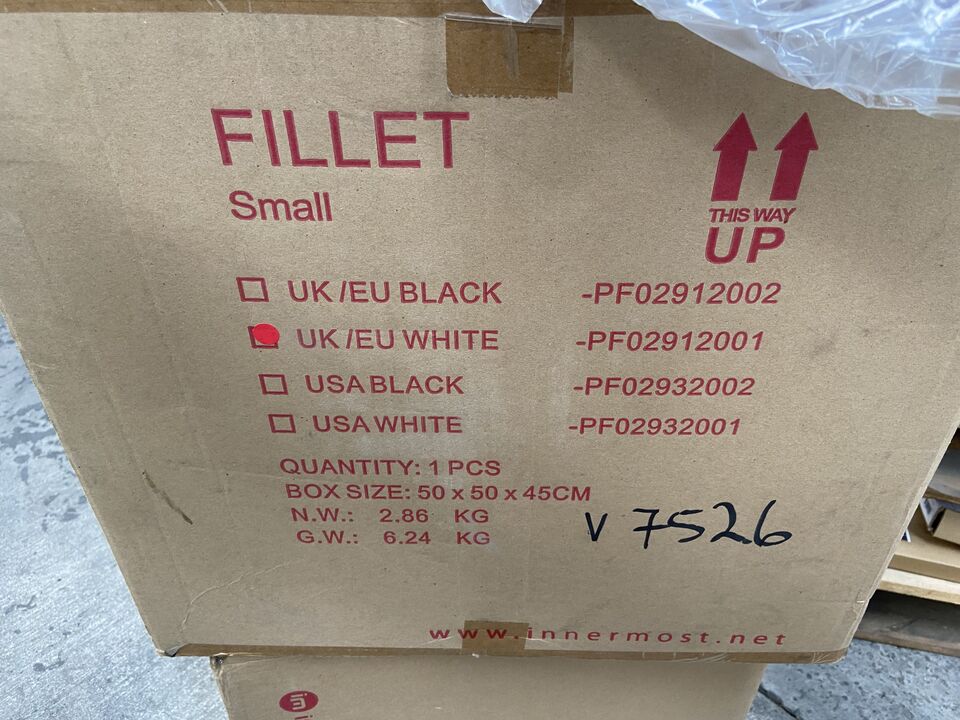 FILLET
Small
THIS WAY
UP
UK/EU BLACK -PF02912002
UK/EU WHITE -PF02912001
USA BLACK -PF02932002
USA WHITE -PF02932001
QUANTITY: 1 PCS
BOX SIZE: 50 x 50 x 45CM
N.W.: 2.86 KG
G.W.: 6.24 KG
V 7526
www.innermost.net
im